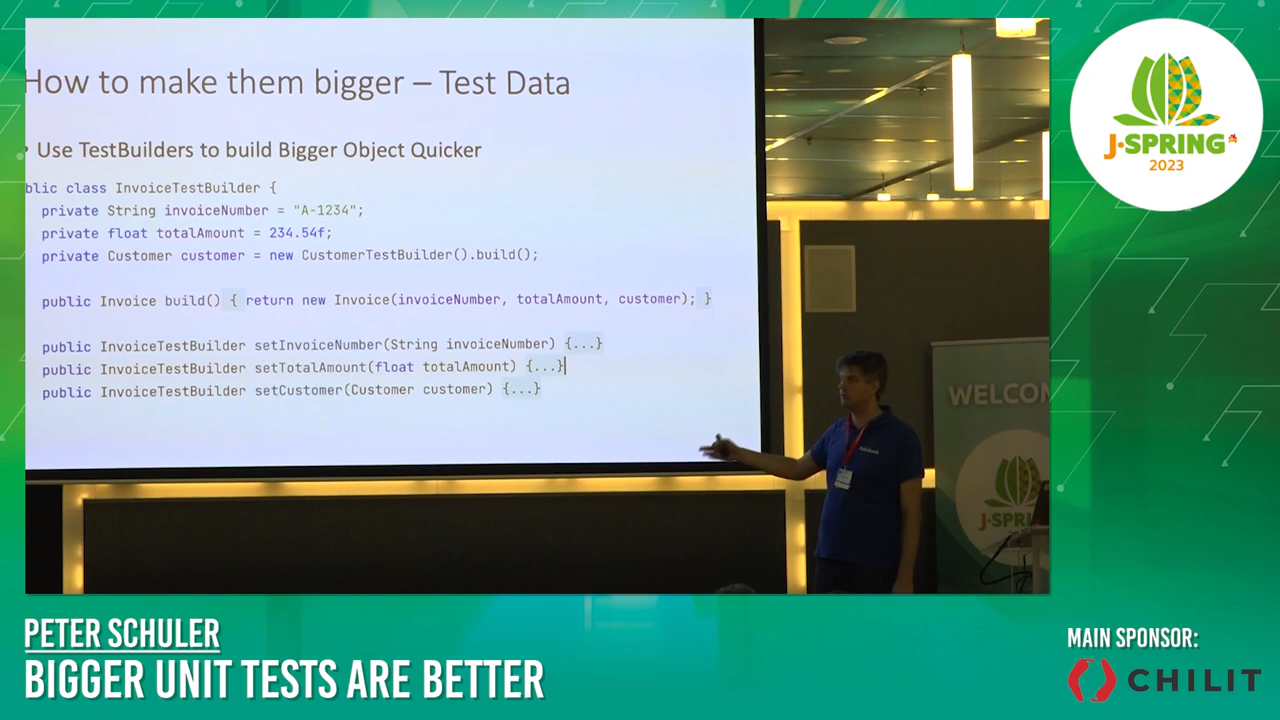 How to make them bigger – Test Data
• Use TestBuilders to build Bigger Object Quicker
blic class InvoiceTestBuilder {
private String invoiceNumber = "A-1234";
private float totalAmount = 234.54f;
private Customer customer = new CustomerTestBuilder().build();
public Invoice build() { return new Invoice(invoiceNumber, totalAmount, customer); }
public InvoiceTestBuilder setInvoiceNumber(String invoiceNumber) {...}
public InvoiceTestBuilder setTotalAmount(float totalAmount) {...}
public InvoiceTestBuilder setCustomer(Customer customer) {...}
WELCOM
J·SPRI
J·SPRING
2023
PETER SCHULER
BIGGER UNIT TESTS ARE BETTER
MAIN SPONSOR:
CHILIT